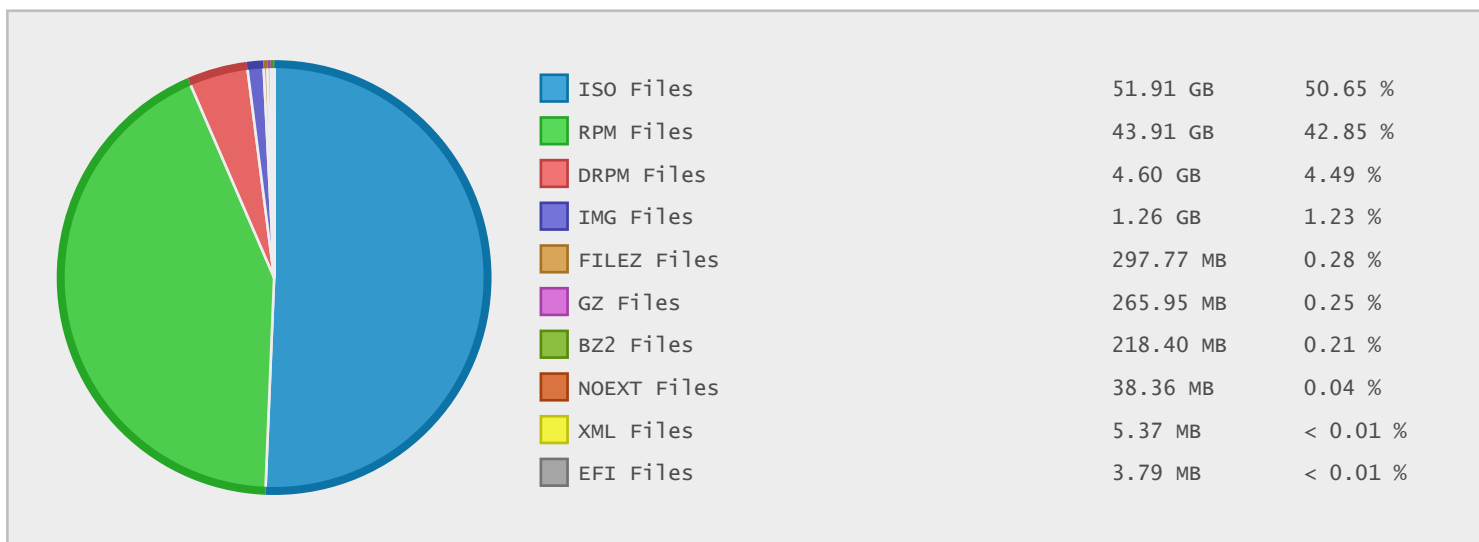 ISO Files 51.91 GB 50.65 %
RPM Files 43.91 GB 42.85 %
DRPM Files 4.60 GB 4.49 %
IMG Files 1.26 GB 1.23 %
FILEZ Files 297.77 MB 0.28 %
GZ Files 265.95 MB 0.25 %
BZ2 Files 218.40 MB 0.21 %
NOEXT Files 38.36 MB 0.04 %
XML Files 5.37 MB < 0.01 %
EFI Files 3.79 MB < 0.01 %